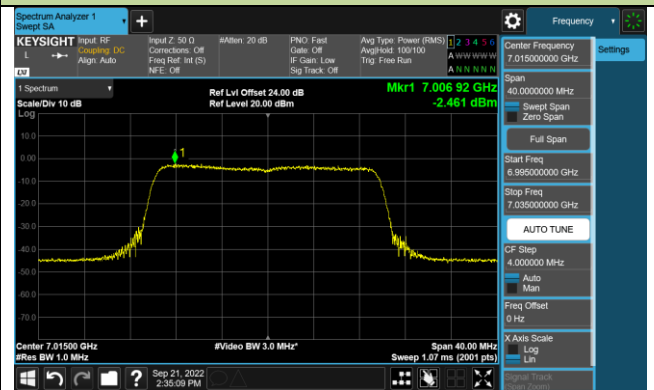 Spectrum Analyzer 1
Swept SA
+
Frequency
KEYSIGHT
L
LXI
Input: RF
Coupling: DC
Align: Auto
Input Z: 50 Ω
Corrections: Off
Freq Ref: Int (S)
NFE: Off
#Atten: 20 dB
PNO: Fast
Gate: Off
IF Gain: Low
Sig Track: Off
Avg Type: Power (RMS)
Avg|Hold: 100/100
Trig: Free Run
1 2 3 4 5 6
A W W W W W
A N N N N N
1 Spectrum
Scale/Div 10 dB
Log
Ref Lvl Offset 24.00 dB
Ref Level 20.00 dBm
Mkr1 7.006 92 GHz
-2.461 dBm
10.0
0.00
-10.0
-20.0
-30.0
-40.0
-50.0
-60.0
-70.0
1
Center 7.01500 GHz
#Res BW 1.0 MHz
#Video BW 3.0 MHz*
Span 40.00 MHz
Sweep 1.07 ms (2001 pts)
Sep 21, 2022
2:35:09 PM
?
Center Frequency
7.015000000 GHz
Span
40.0000000 MHz
Swept Span
Zero Span
Full Span
Start Freq
6.995000000 GHz
Stop Freq
7.035000000 GHz
AUTO TUNE
CF Step
4.000000 MHz
Auto
Man
Freq Offset
0 Hz
X Axis Scale
Log
Lin
Signal Track
(Span Zoom)
Settings